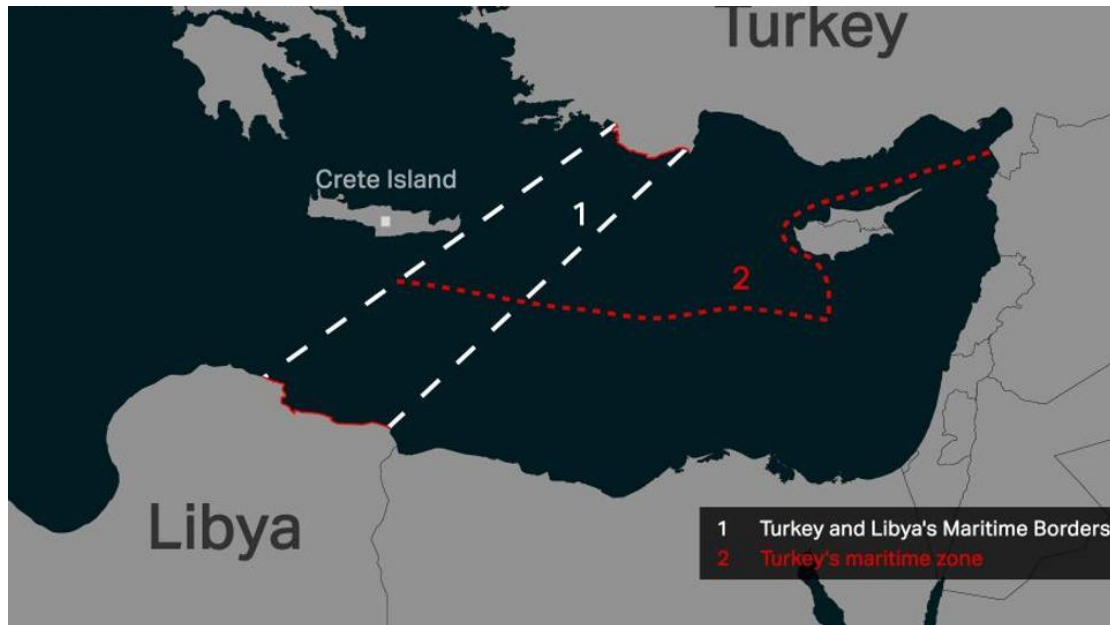 Turkey
Crete Island
1
2
Libya
1 Turkey and Libya's Maritime Borders
2 Turkey's maritime zone